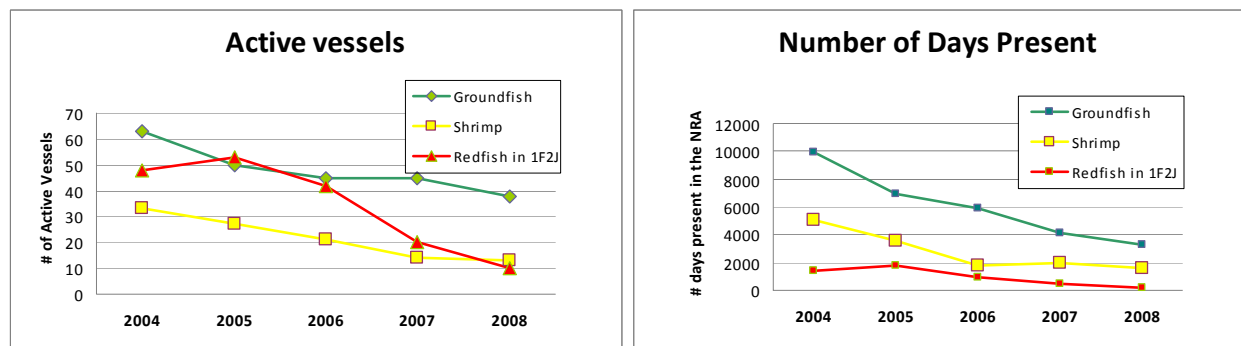 Active vessels
# of Active Vessels
70
60
50
40
30
20
10
0
2004 2005 2006 2007 2008
Groundfish
Shrimp
Redfish in 1F2J
Number of Days Present
# days present in the NRA
12000
10000
8000
6000
4000
2000
0
2004 2005 2006 2007 2008
Groundfish
Shrimp
Redfish in 1F2J